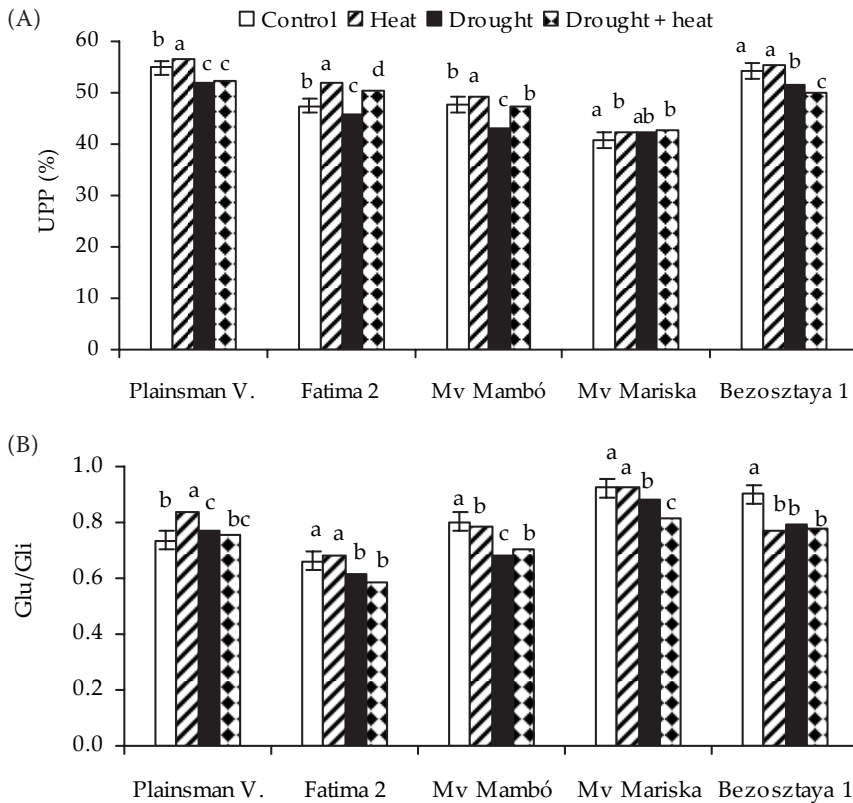 (A)
Control Heat Drought Drought + heat
60
50
40
30
20
10
0
UPP (%)
b a c c
b a c d
b a c b
a b ab b
a a b c
Plainsman V. Fatima 2 Mv Mambó Mv Mariska Bezosztaya 1
(B)
1.0
0.8
0.6
0.4
0.2
0.0
Glu/Gli
b a c bc
a a b b
a b c b
a a b c
a b b b
Plainsman V. Fatima 2 Mv Mambó Mv Mariska Bezosztaya 1